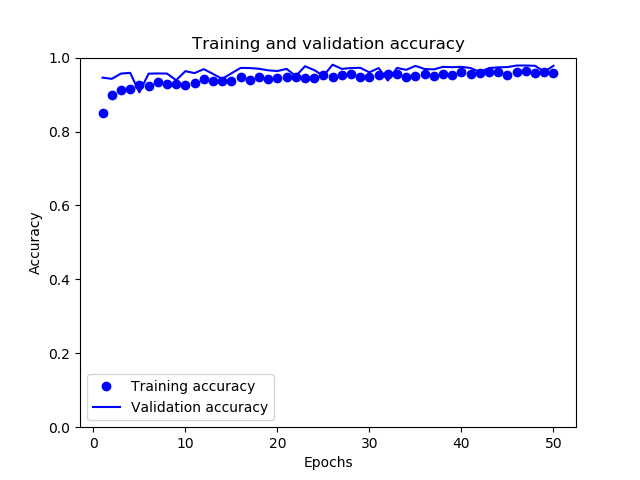 Training and validation accuracy
1.0
0.8
0.6
0.4
0.2
0.0
Accuracy
Training accuracy
Validation accuracy
0 10 20 30 40 50
Epochs